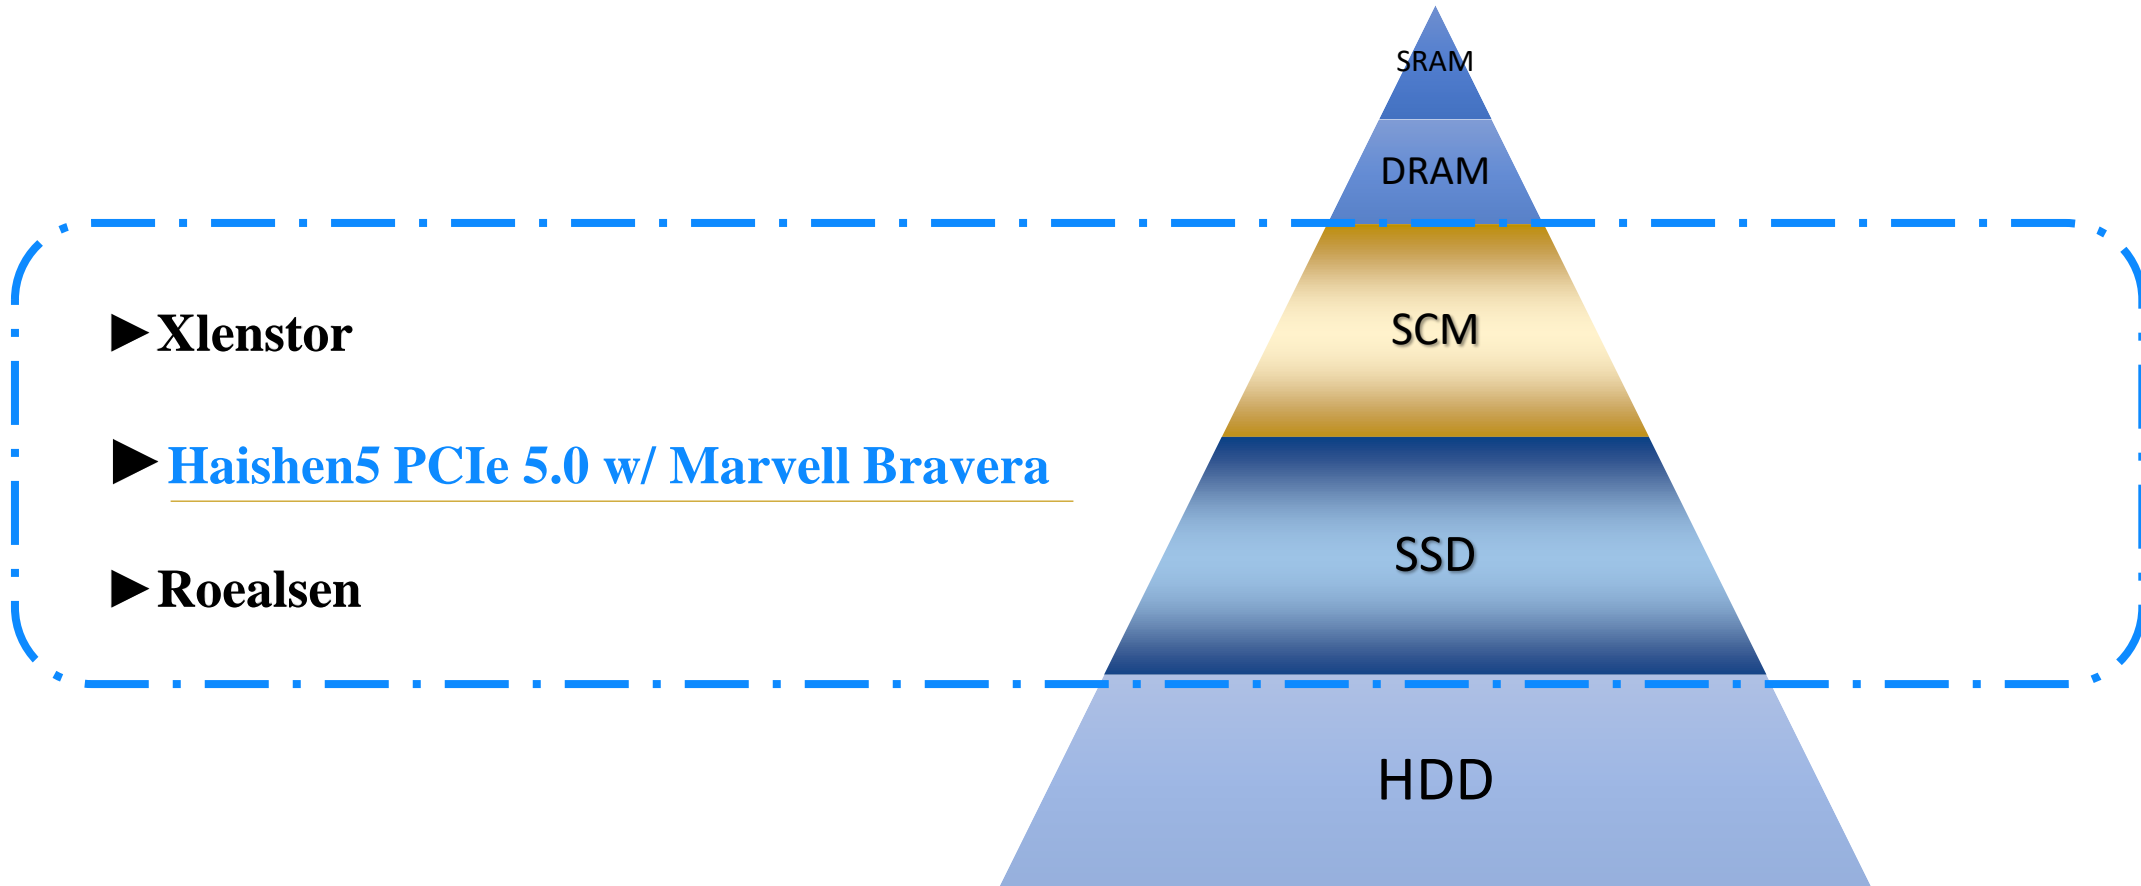 SRAM
DRAM
SCM
►Xlenstor
►Haishen5 PCIe 5.0 w/ Marvell Bravera
SSD
►Roealsen
HDD